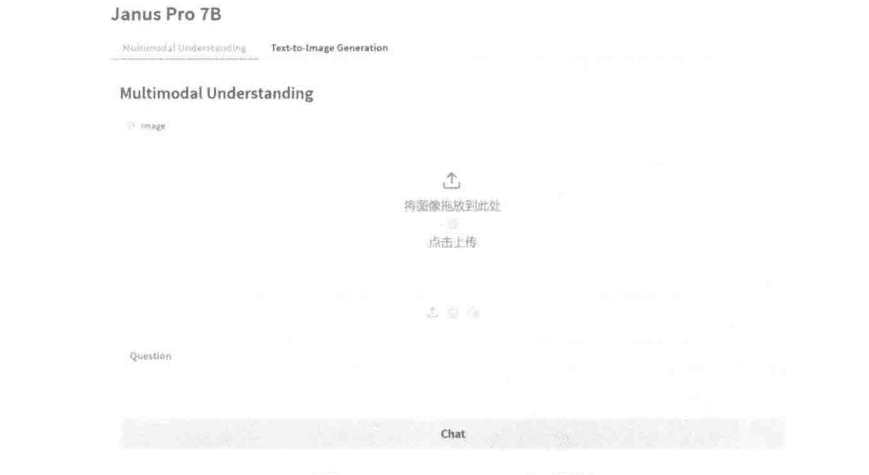 Janus Pro 7B
Multimodal Understanding Text-to-Image Generation
Multimodal Understanding
Image
将图像拖放到此处
- 或 -
点击上传
Question
Chat